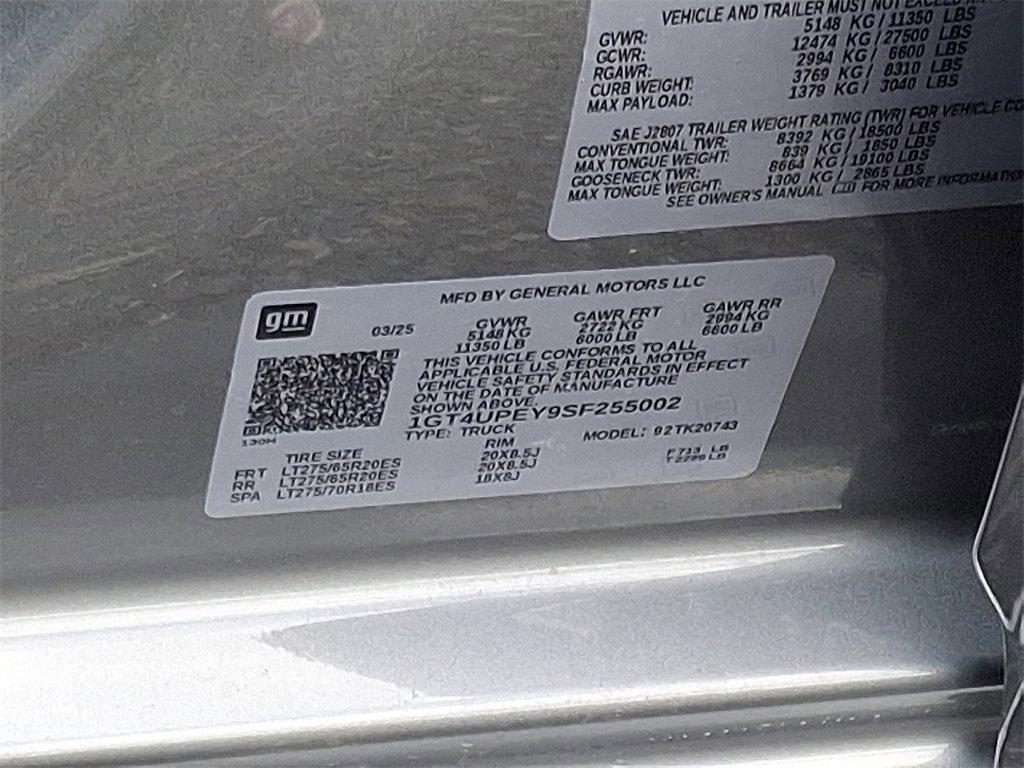 VEHICLE AND TRAILER MUST NOT EXCEED
GVWR: 5148 KG / 11350 LBS
GCWR: 12474 KG / 27500 LBS
RGAWR: 2994 KG / 6600 LBS
CURB WEIGHT: 3769 KG / 8310 LBS
MAX PAYLOAD: 1379 KG / 3040 LBS
SAE J2807 TRAILER WEIGHT RATING (TWR) FOR VEHICLE
CONVENTIONAL TWR: 8392 KG / 18500 LBS
MAX TONGUE WEIGHT: 839 KG / 1850 LBS
GOOSENECK TWR: 8664 KG / 19100 LBS
MAX TONGUE WEIGHT: 1300 KG / 2865 LBS
SEE OWNER'S MANUAL FOR MORE INFORMATION
gm
MFD BY GENERAL MOTORS LLC
03/25 GVWR GAWR FRT GAWR RR
5148 KG 2722 KG 2994 KG
11350 LB 6000 LB 6600 LB
THIS VEHICLE CONFORMS TO ALL
APPLICABLE U.S. FEDERAL MOTOR
VEHICLE SAFETY STANDARDS IN EFFECT
ON THE DATE OF MANUFACTURE
SHOWN ABOVE.
1GT4UPEY9SF255002
TYPE: TRUCK MODEL: 92TK20743
TIRE SIZE RIM
FRT LT275/65R20ES 20X8.5J F 713 LB
RR LT275/65R20ES 20X8.5J
SPA LT275/70R18ES 18X8J